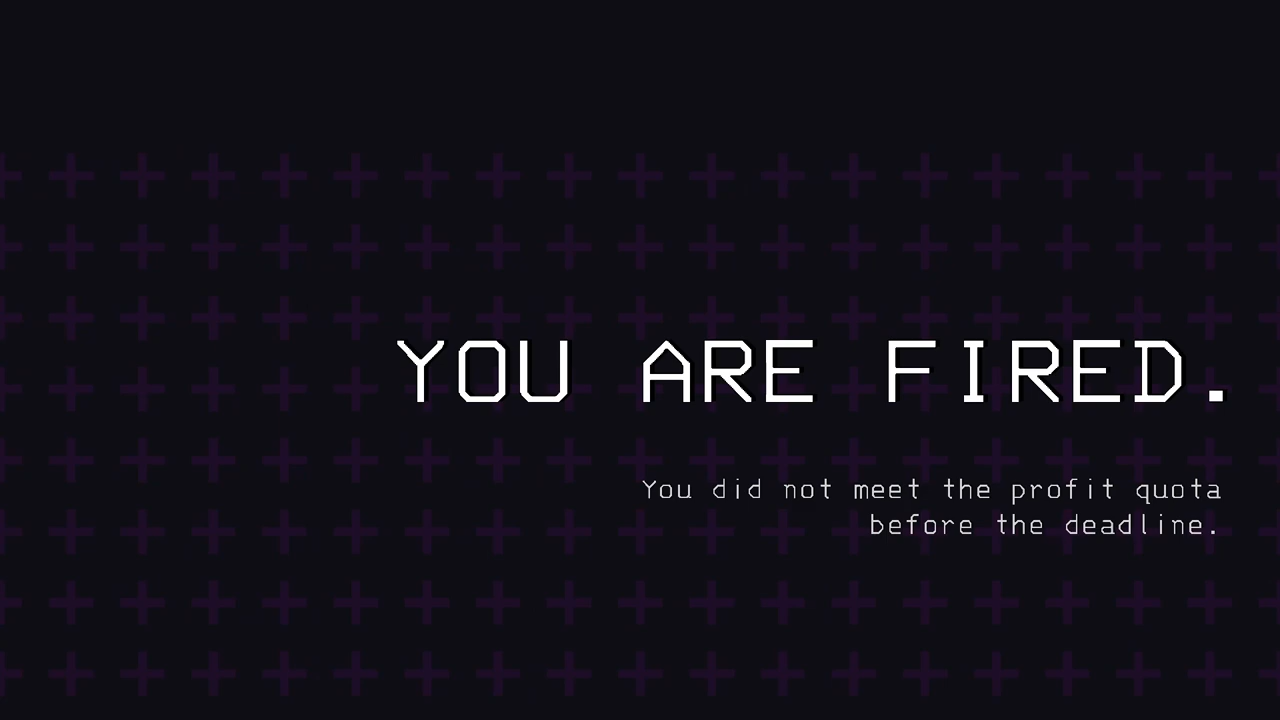 YOU ARE FIRED.
You did not meet the profit quota
before the deadline.